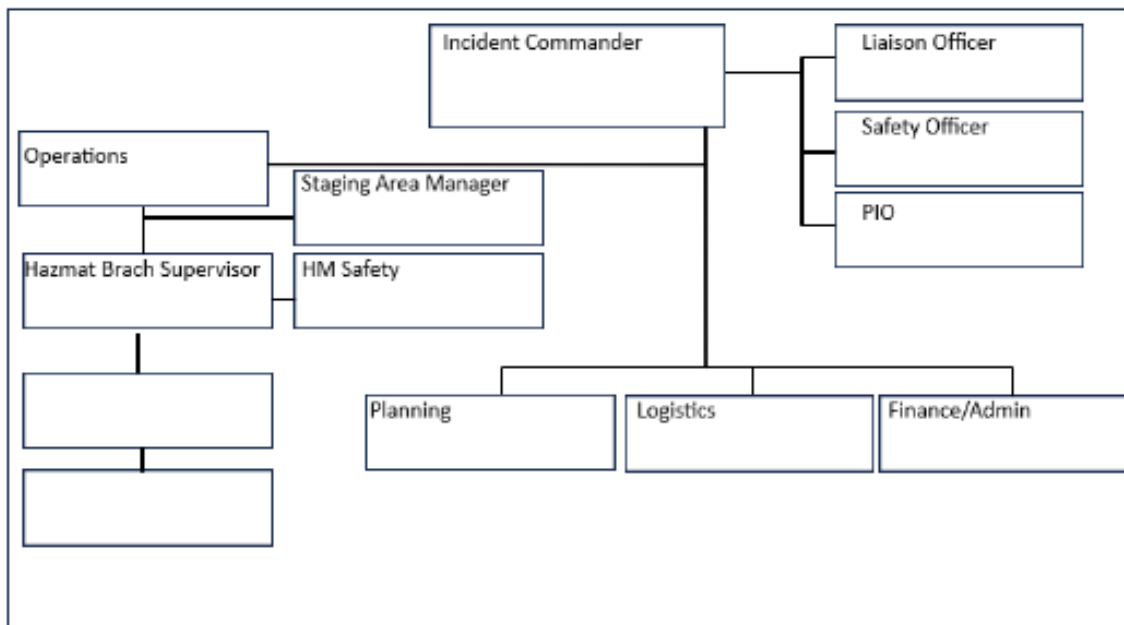 Incident Commander
Liaison Officer
Safety Officer
PIO
Operations
Staging Area Manager
Hazmat Brach Supervisor
HM Safety
Planning
Logistics
Finance/Admin